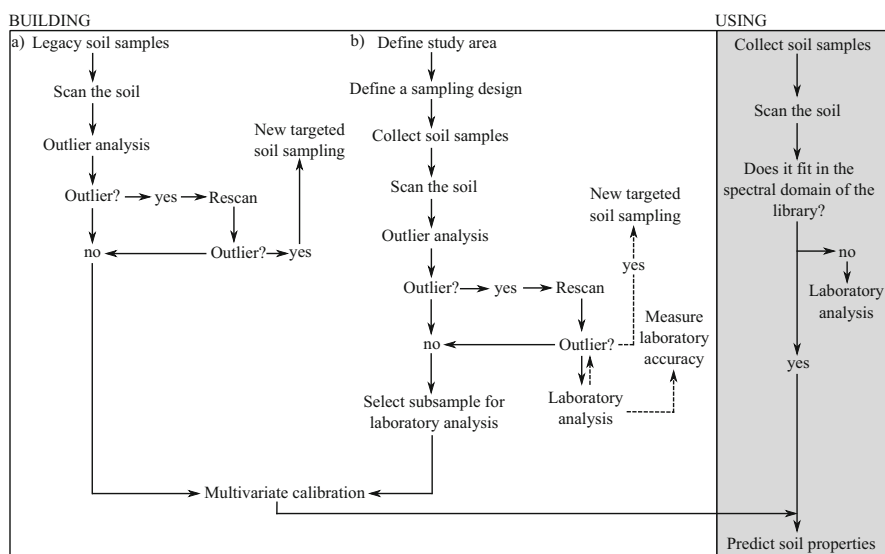 BUILDING
a) Legacy soil samples
Scan the soil
Outlier analysis
New targeted
soil sampling
Outlier?
yes
Rescan
no
Outlier?
yes
b) Define study area
Define a sampling design
Collect soil samples
Scan the soil
Outlier analysis
New targeted
soil sampling
yes
Outlier?
yes
Rescan
no
Outlier?
Measure
laboratory
accuracy
Select subsample for
laboratory analysis
Laboratory
analysis
Multivariate calibration
USING
Collect soil samples
Scan the soil
Does it fit in the
spectral domain of the
library?
no
Laboratory
analysis
yes
Predict soil properties